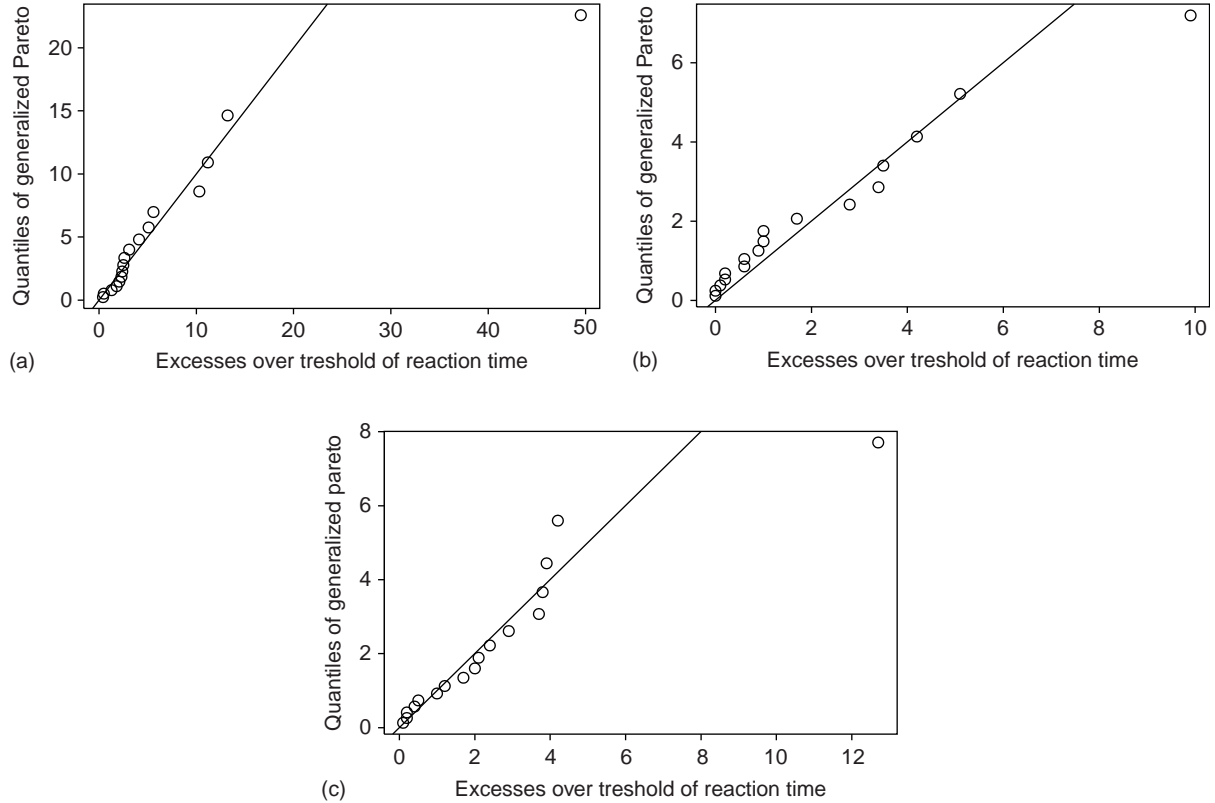 Quantiles of generalized Pareto
20
15
10
5
0
0 10 20 30 40 50
(a) Excesses over treshold of reaction time
Quantiles of generalized Pareto
6
4
2
0
0 2 4 6 8 10
(b) Excesses over treshold of reaction time
Quantiles of generalized pareto
8
6
4
2
0
0 2 4 6 8 10 12
(c) Excesses over treshold of reaction time